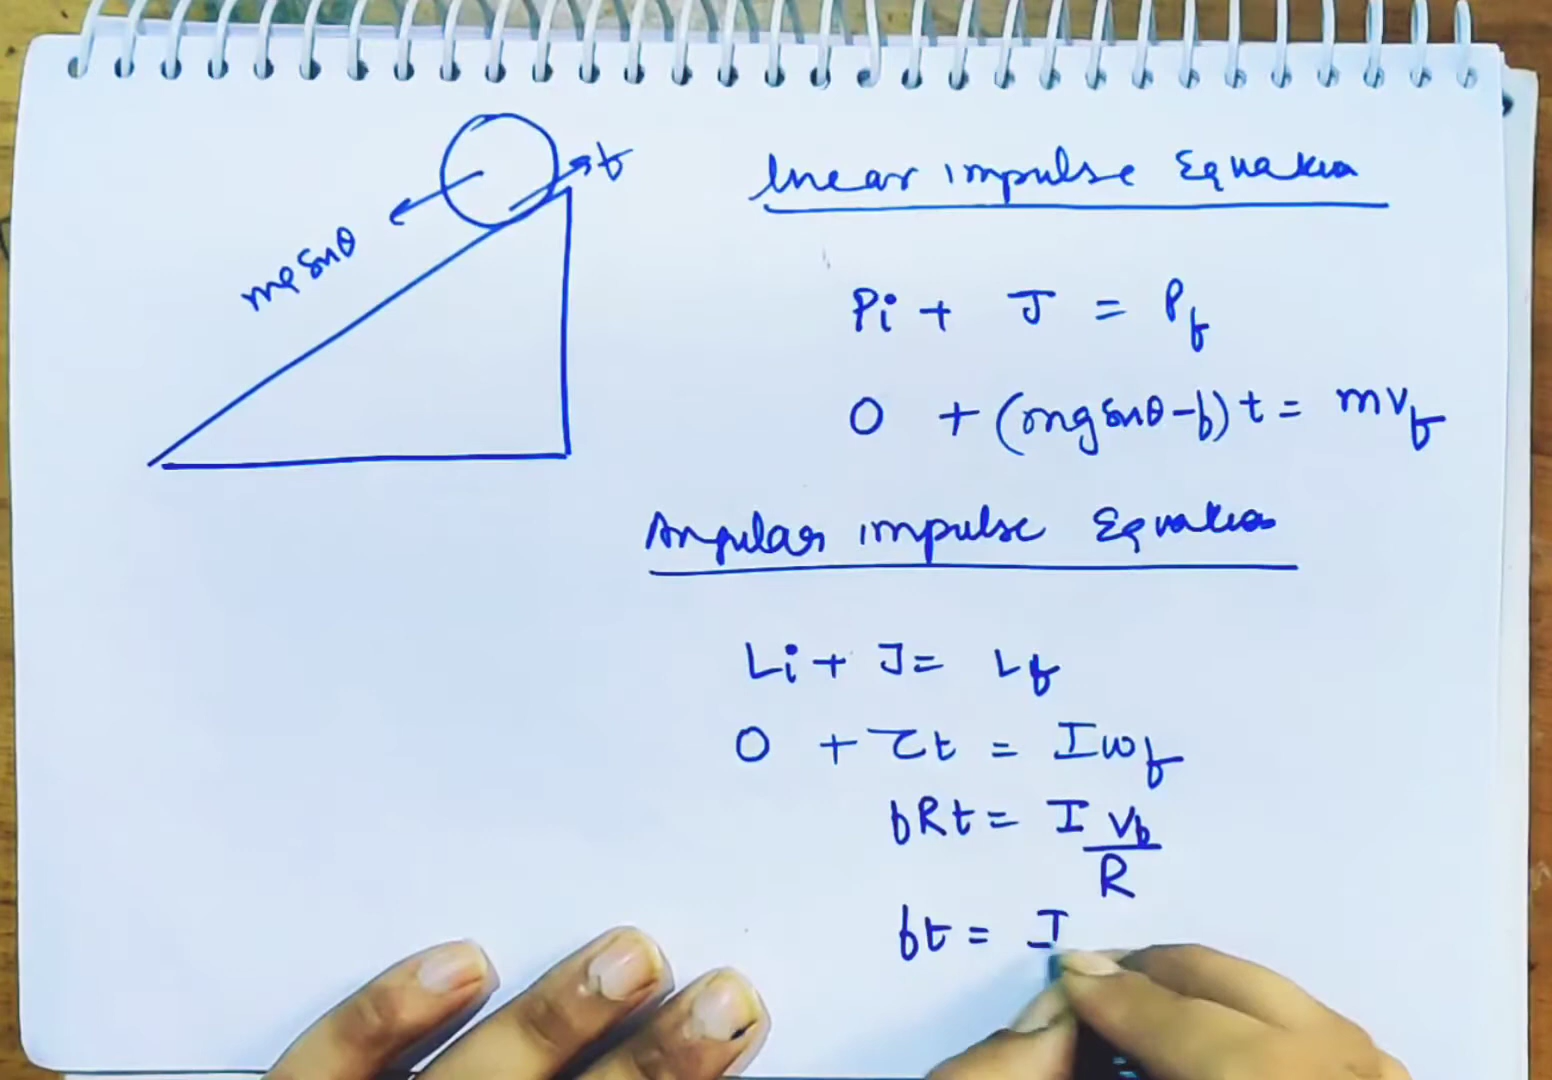 f
mg sinθ
linear impulse Equation
Pi + J = Pf
0 + (mg sinθ - f) t = mVf
Angular impulse Equation
Li + J = Lf
0 + τt = Iωf
fRt = I Vf/R
ft = I